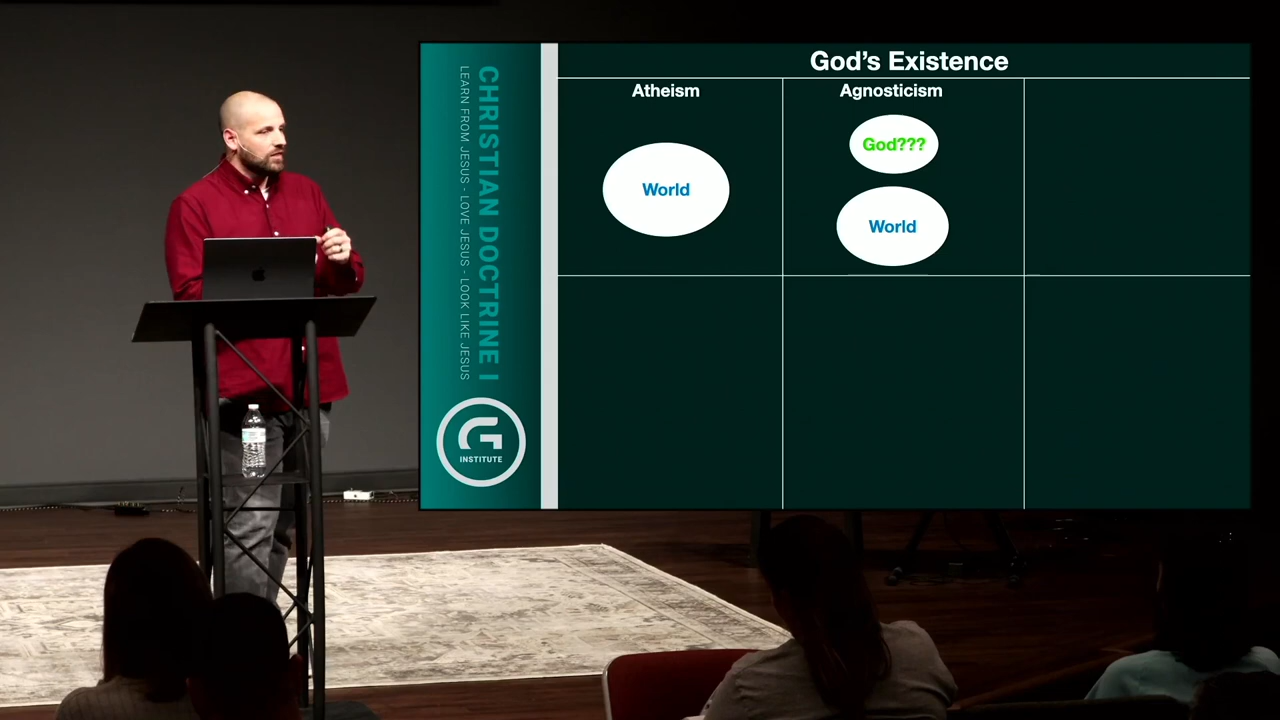 God’s Existence
Atheism
World
Agnosticism
God???
World
CHRISTIAN DOCTRINE I
LEARN FROM JESUS - LOVE JESUS - LOOK LIKE JESUS
G
INSTITUTE